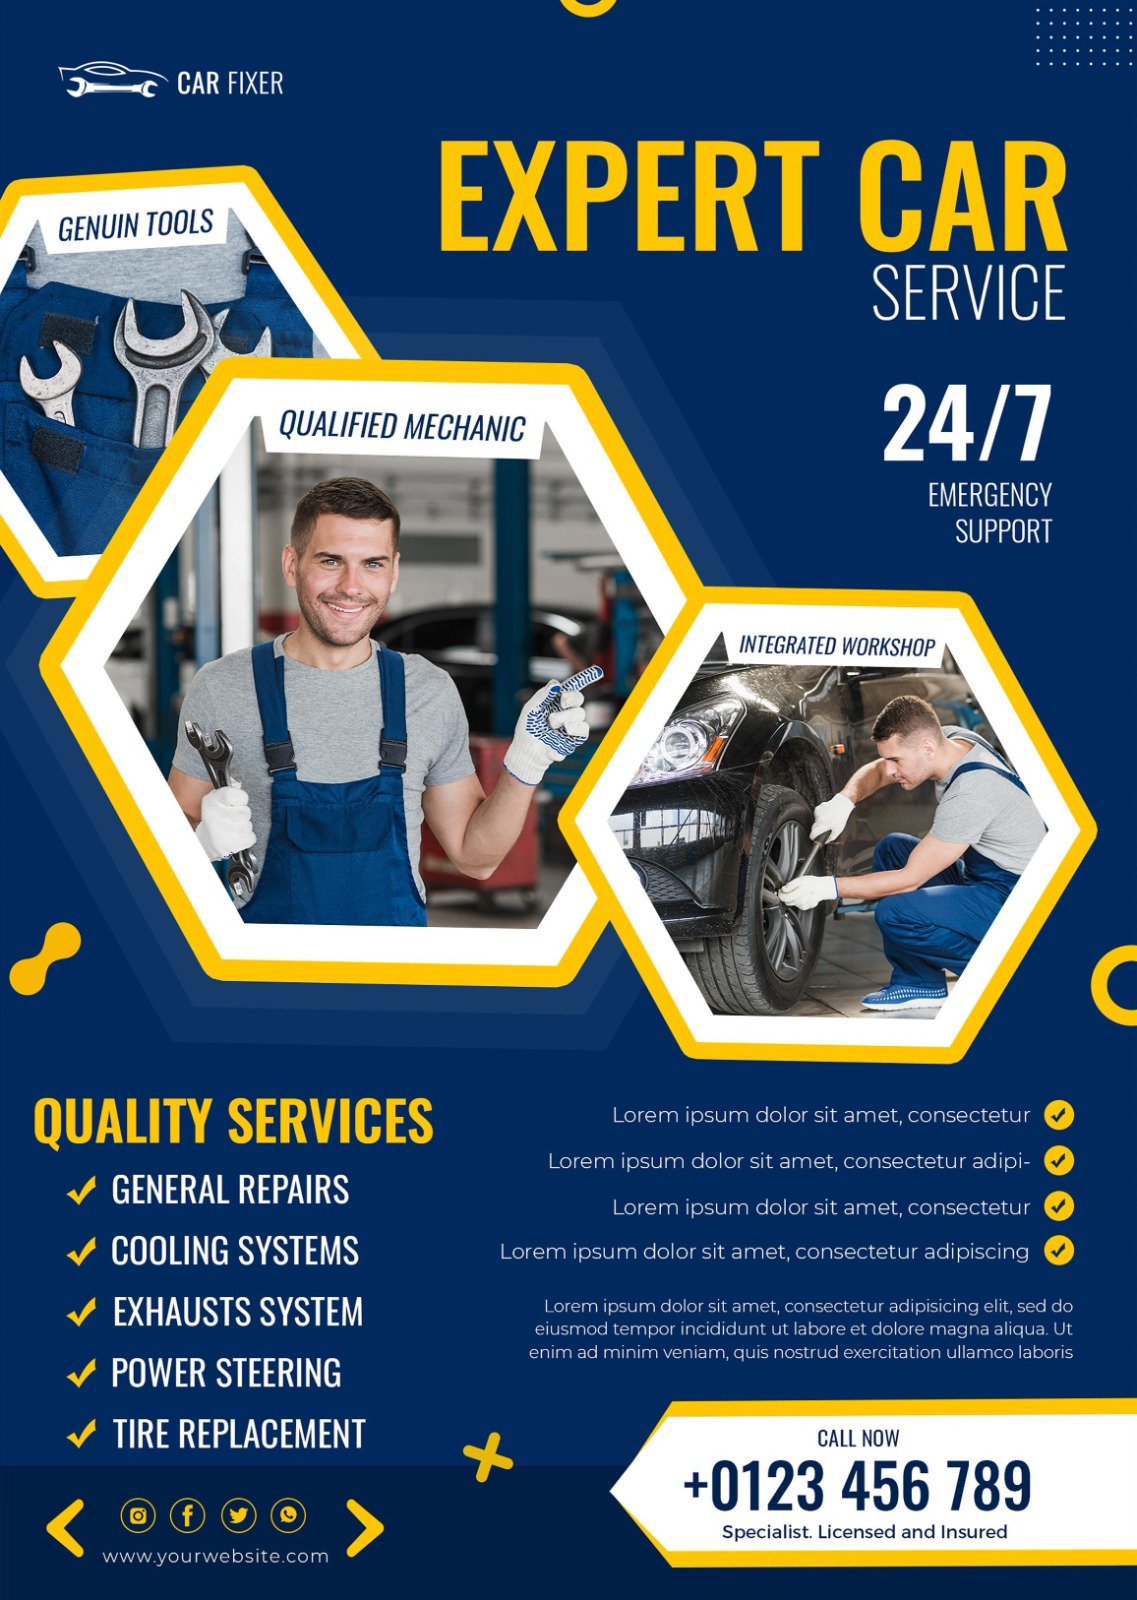 CAR FIXER
EXPERT CAR
SERVICE
GENUIN TOOLS
24/7
EMERGENCY
SUPPORT
QUALIFIED MECHANIC
INTEGRATED WORKSHOP
QUALITY SERVICES
GENERAL REPAIRS
COOLING SYSTEMS
EXHAUSTS SYSTEM
POWER STEERING
TIRE REPLACEMENT
Lorem ipsum dolor sit amet, consectetur
Lorem ipsum dolor sit amet, consectetur adipi-
Lorem ipsum dolor sit amet, consectetur
Lorem ipsum dolor sit amet, consectetur adipiscing
Lorem ipsum dolor sit amet, consectetur adipisicing elit, sed do
eiusmod tempor incididunt ut labore et dolore magna aliqua. Ut
enim ad minim veniam, quis nostrud exercitation ullamco laboris
CALL NOW
+0123 456 789
Specialist. Licensed and Insured
www.yourwebsite.com